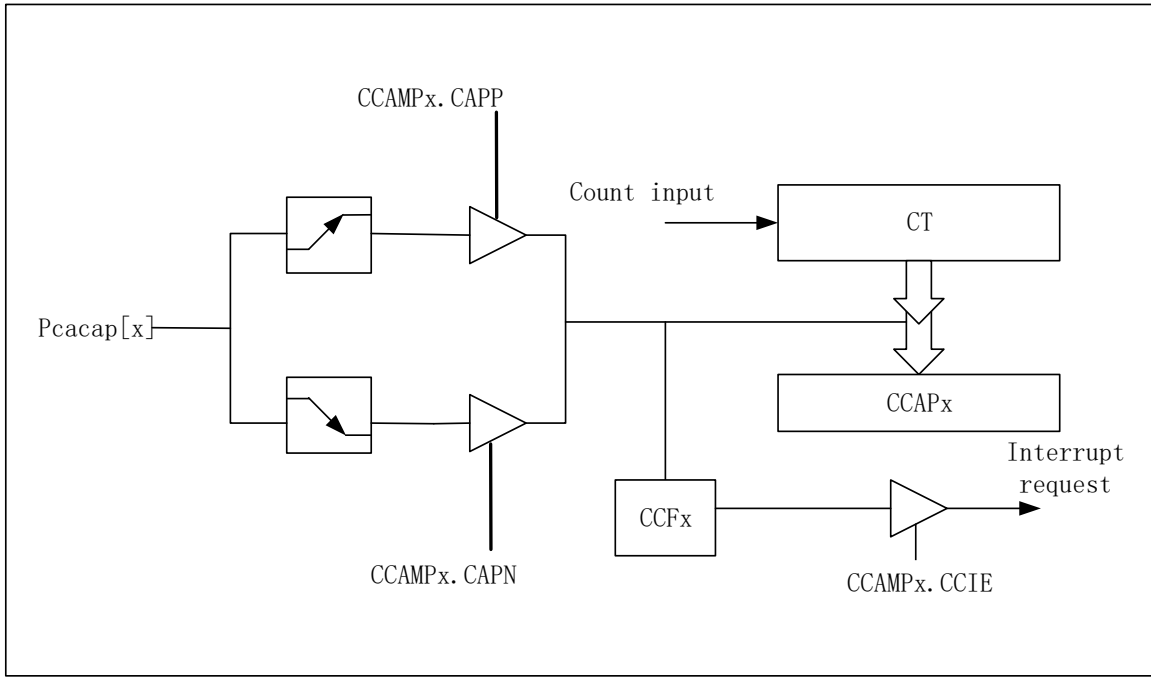 CCAMPx.CAPP
Count input
CT
Pcacap[x]
CCAPx
Interrupt
request
CCFx
CCAMPx.CAPN
CCAMPx.CCIE